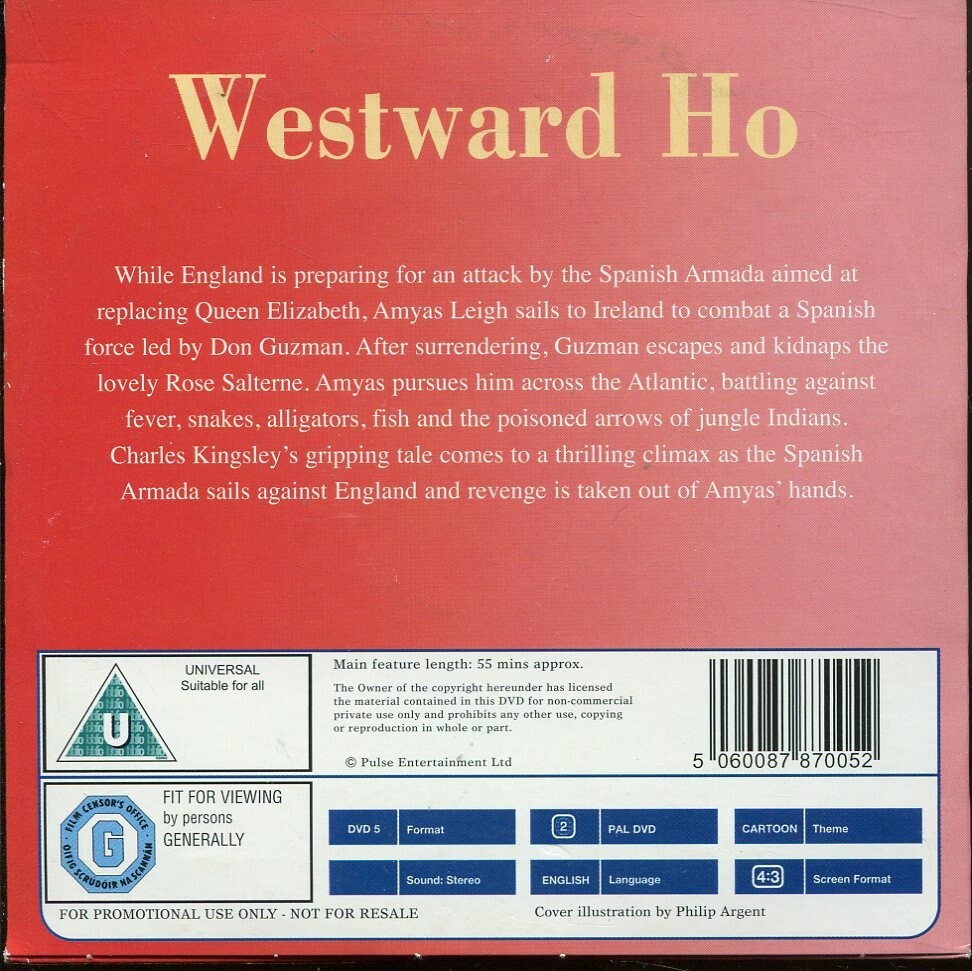 Westward Ho
While England is preparing for an attack by the Spanish Armada aimed at
replacing Queen Elizabeth, Amyas Leigh sails to Ireland to combat a Spanish
force led by Don Guzman. After surrendering, Guzman escapes and kidnaps the
lovely Rose Salterne. Amyas pursues him across the Atlantic, battling against
fever, snakes, alligators, fish and the poisoned arrows of jungle Indians.
Charles Kingsley's gripping tale comes to a thrilling climax as the Spanish
Armada sails against England and revenge is taken out of Amyas' hands.
U
UNIVERSAL
Suitable for all
Main feature length: 55 mins approx.
The Owner of the copyright hereunder has licensed
the material contained in this DVD for non-commercial
private use only and prohibits any other use, copying
or reproduction in whole or part.
© Pulse Entertainment Ltd
5 060087 870052
FILM CENSOR'S OFFICE
G
OIFIG SCRÚDÓIR NA SCANNÁN
FIT FOR VIEWING
by persons
GENERALLY
DVD 5 Format
2 PAL DVD
CARTOON Theme
Sound: Stereo
ENGLISH Language
4:3 Screen Format
FOR PROMOTIONAL USE ONLY - NOT FOR RESALE
Cover illustration by Philip Argent